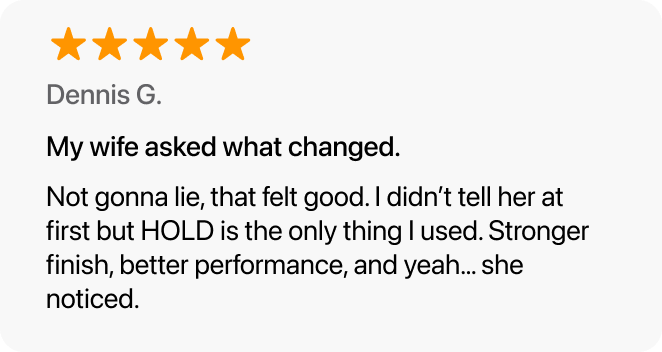 Dennis G.
My wife asked what changed.
Not gonna lie, that felt good. I didn’t tell her at
first but HOLD is the only thing I used. Stronger
finish, better performance, and yeah... she
noticed.